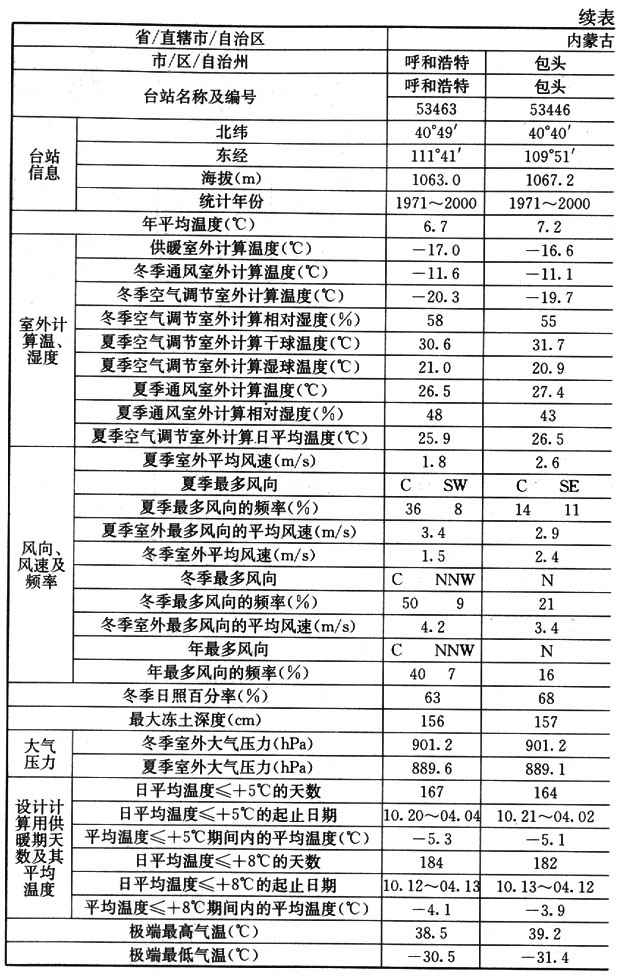 续表
省/直辖市/自治区 内蒙古
市/区/自治州 呼和浩特 包头
台站名称及编号 呼和浩特 包头
53463 53446
台站信息 北纬 40°49′ 40°40′
东经 111°41′ 109°51′
海拔(m) 1063.0 1067.2
统计年份 1971～2000 1971～2000
年平均温度(℃) 6.7 7.2
室外计算温、湿度 供暖室外计算温度(℃) －17.0 －16.6
冬季通风室外计算温度(℃) －11.6 －11.1
冬季空气调节室外计算温度(℃) －20.3 －19.7
冬季空气调节室外计算相对湿度(%) 58 55
夏季空气调节室外计算干球温度(℃) 30.6 31.7
夏季空气调节室外计算湿球温度(℃) 21.0 20.9
夏季通风室外计算温度(℃) 26.5 27.4
夏季通风室外计算相对湿度(%) 48 43
夏季空气调节室外计算日平均温度(℃) 25.9 26.5
风向、风速及频率 夏季室外平均风速(m/s) 1.8 2.6
夏季最多风向 C SW C SE
夏季最多风向的频率(%) 36 8 14 11
夏季室外最多风向的平均风速(m/s) 3.4 2.9
冬季室外平均风速(m/s) 1.5 2.4
冬季最多风向 C NNW N
冬季最多风向的频率(%) 50 9 21
冬季室外最多风向的平均风速(m/s) 4.2 3.4
年最多风向 C NNW N
年最多风向的频率(%) 40 7 16
冬季日照百分率(%) 63 68
最大冻土深度(cm) 156 157
大气压力 冬季室外大气压力(hPa) 901.2 901.2
夏季室外大气压力(hPa) 889.6 889.1
设计计算用供暖期天数及其平均温度 日平均温度≤＋5℃的天数 167 164
日平均温度≤＋5℃的起止日期 10.20～04.04 10.21～04.02
平均温度≤＋5℃期间内的平均温度(℃) －5.3 －5.1
日平均温度≤＋8℃的天数 184 182
日平均温度≤＋8℃的起止日期 10.12～04.13 10.13～04.12
平均温度≤＋8℃期间内的平均温度(℃) －4.1 －3.9
极端最高气温(℃) 38.5 39.2
极端最低气温(℃) －30.5 －31.4